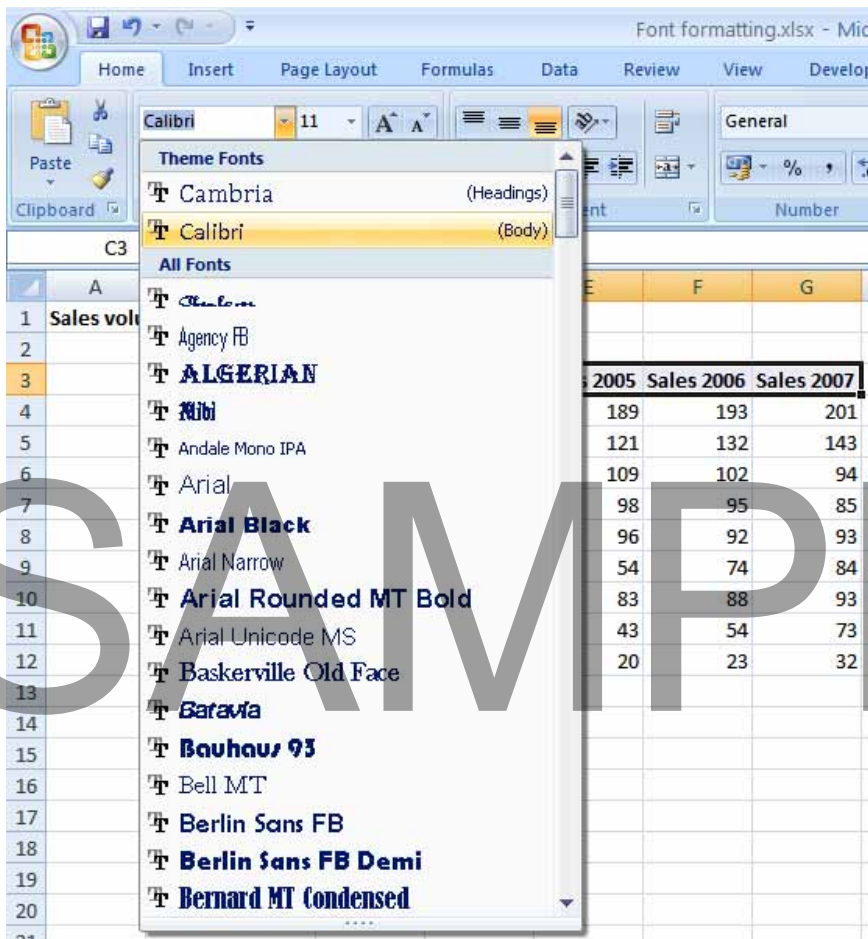 Font formatting.xlsx - Mic
Home Insert Page Layout Formulas Data Review View Develop
Calibri 11 A A General
Paste % ,
Clipboard ent Number
C3
Theme Fonts
Cambria (Headings)
Calibri (Body)
All Fonts
Agency FB
ALGERIAN
Alibi
Andale Mono IPA
Arial
Arial Black
Arial Narrow
Arial Rounded MT Bold
Arial Unicode MS
Baskerville Old Face
Batavia
Bauhaus 93
Bell MT
Berlin Sans FB
Berlin Sans FB Demi
Bernard MT Condensed
A E F G
1 Sales volu
2
3 s 2005 Sales 2006 Sales 2007
4 189 193 201
5 121 132 143
6 109 102 94
7 98 95 85
8 96 92 93
9 54 74 84
10 83 88 93
11 43 54 73
12 20 23 32
13
14
15
16
17
18
19
20
21
SAMP